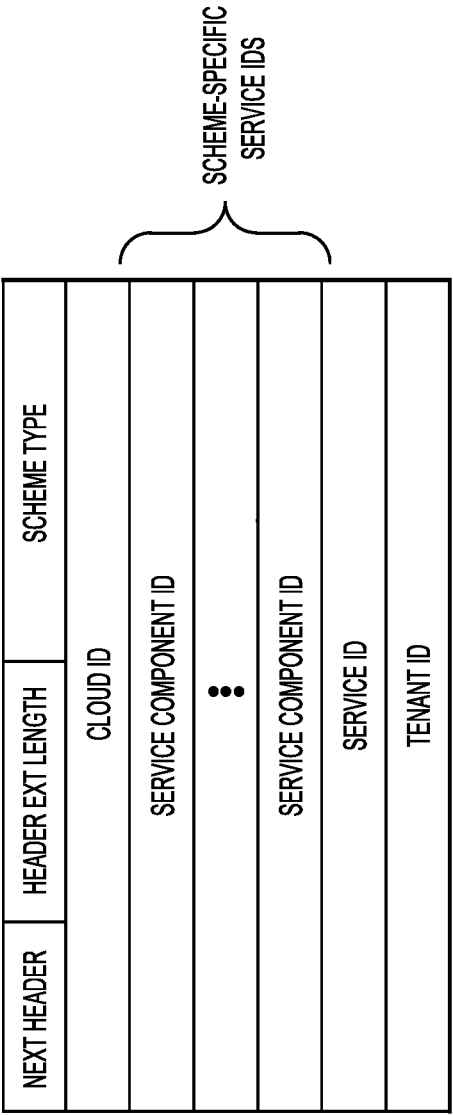 NEXT HEADER
HEADER EXT LENGTH
SCHEME TYPE
CLOUD ID
SERVICE COMPONENT ID
•••
SERVICE COMPONENT ID
SERVICE ID
TENANT ID
SCHEME-SPECIFIC
SERVICE IDS